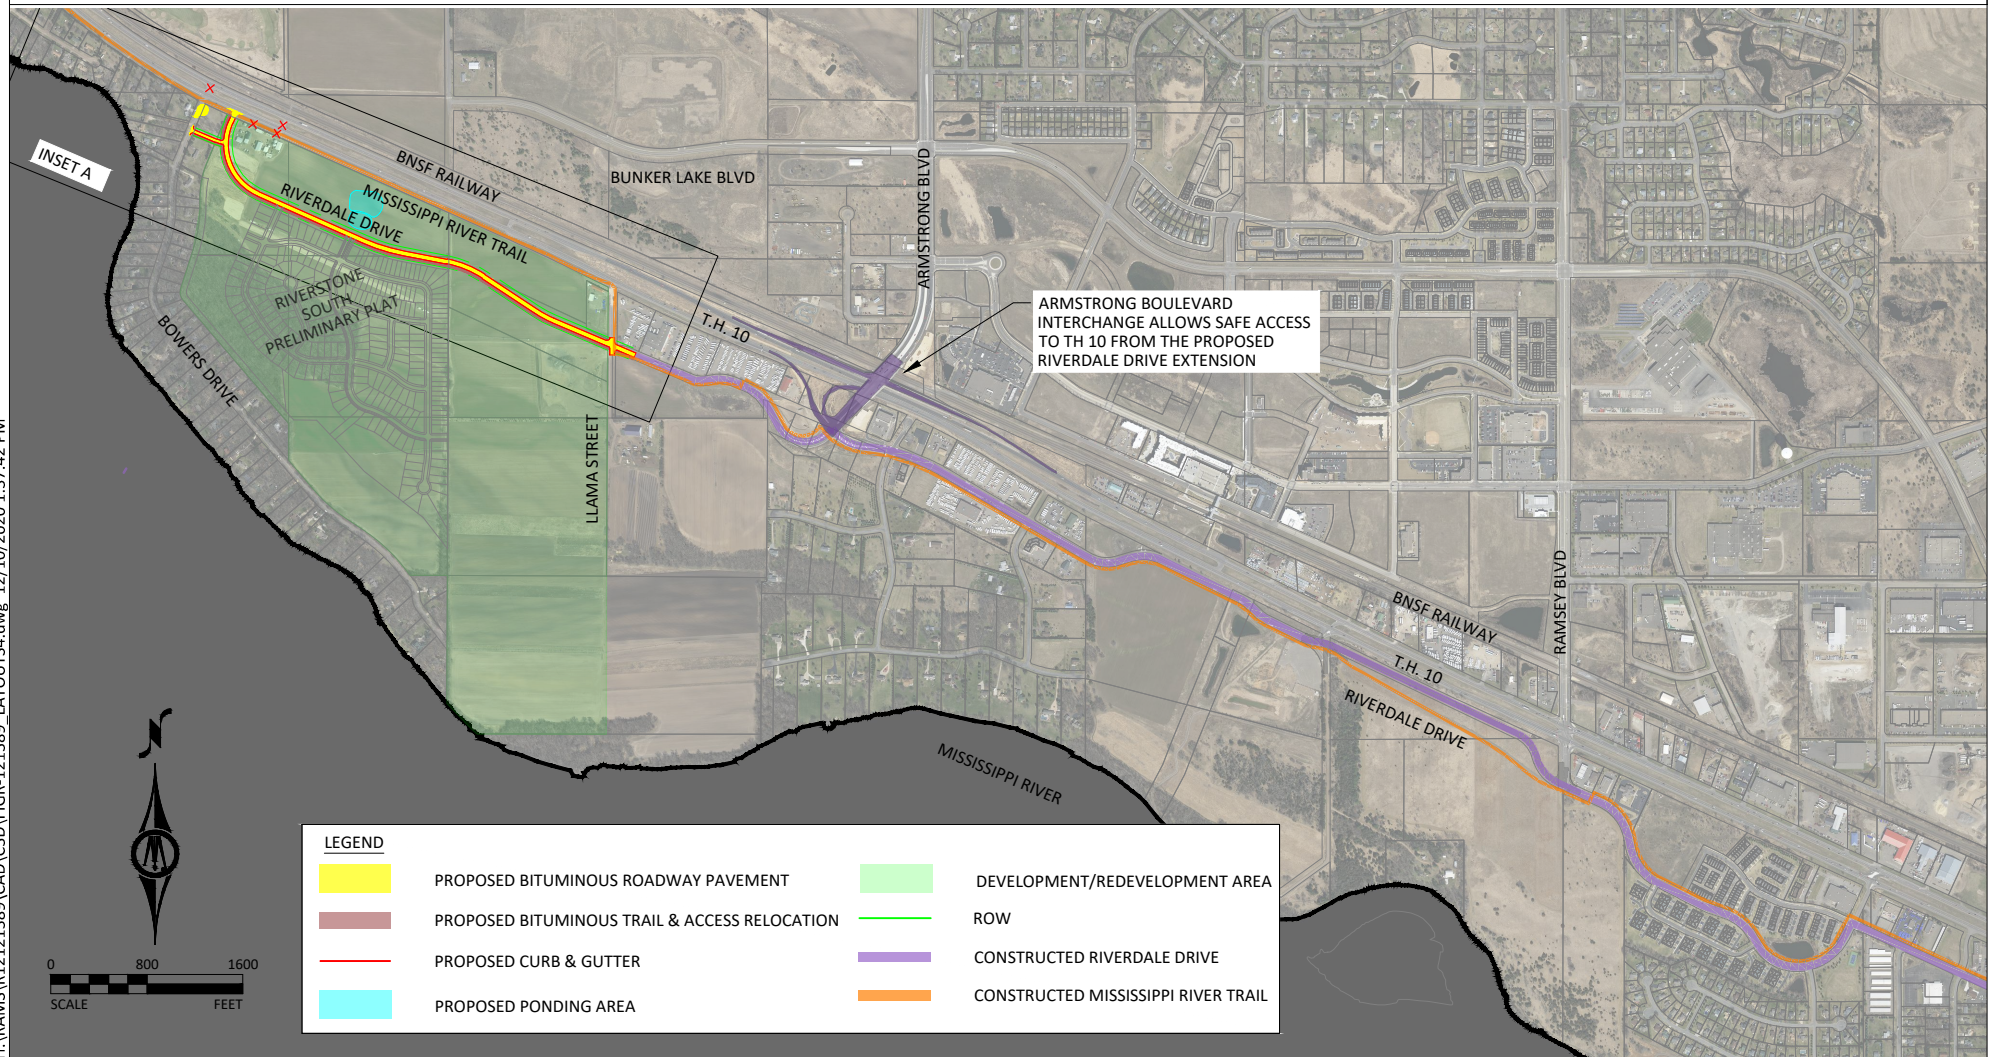 INSET A
BNSF RAILWAY
BUNKER LAKE BLVD
ARMSTRONG BLVD
RIVERDALE DRIVE
MISSISSIPPI RIVER TRAIL
RIVERSTONE
SOUTH
PRELIMINARY PLAT
BOWERS DRIVE
T.H. 10
ARMSTRONG BOULEVARD
INTERCHANGE ALLOWS SAFE ACCESS
TO TH 10 FROM THE PROPOSED
RIVERDALE DRIVE EXTENSION
LLAMA STREET
BNSF RAILWAY
RAMSEY BLVD
T.H. 10
RIVERDALE DRIVE
MISSISSIPPI RIVER
N
0 800 1600
SCALE FEET
LEGEND
PROPOSED BITUMINOUS ROADWAY PAVEMENT
PROPOSED BITUMINOUS TRAIL & ACCESS RELOCATION
PROPOSED CURB & GUTTER
PROPOSED PONDING AREA
DEVELOPMENT/REDEVELOPMENT AREA
ROW
CONSTRUCTED RIVERDALE DRIVE
CONSTRUCTED MISSISSIPPI RIVER TRAIL